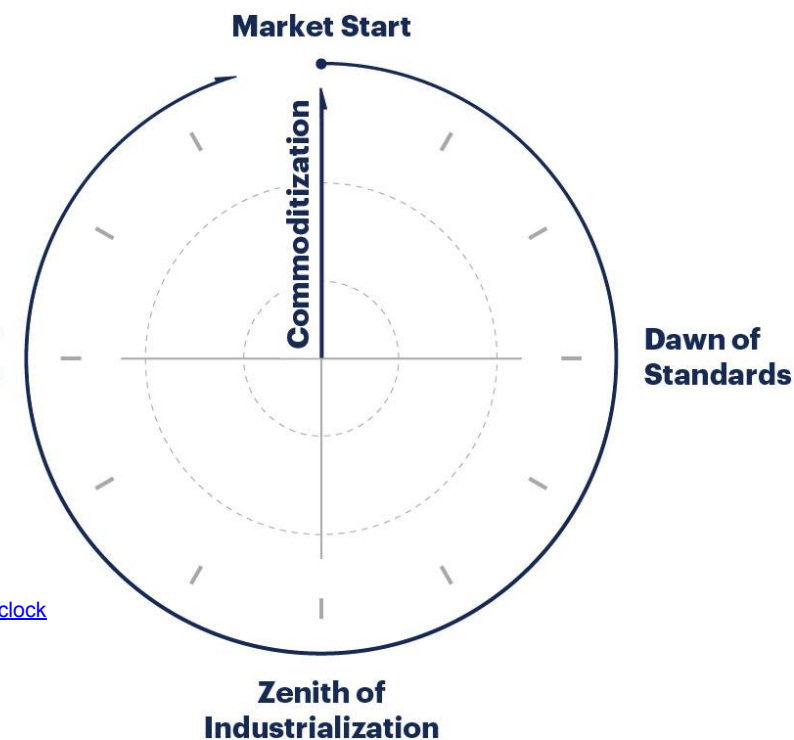 Market Start
Commoditization
Dawn of
Standards
clock
Zenith of
Industrialization